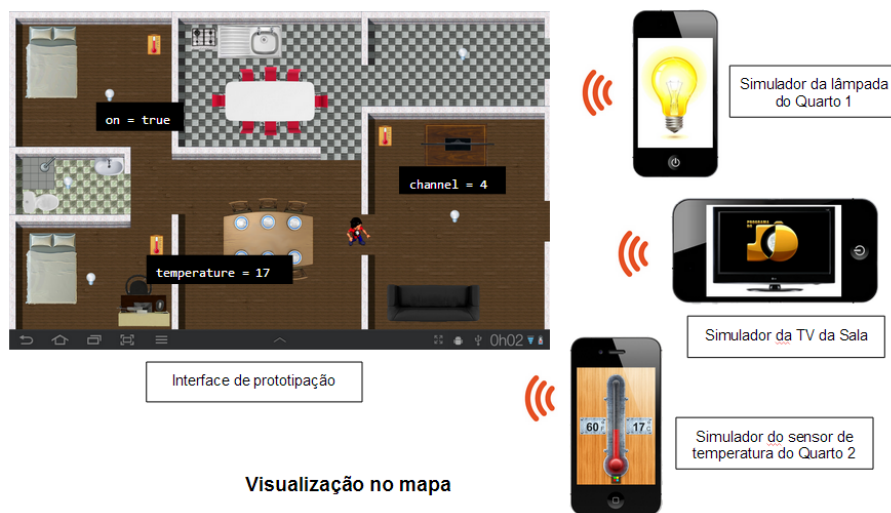 on = true
channel = 4
temperature = 17
0h02
Interface de prototipação
Visualização no mapa
Simulador da lâmpada
do Quarto 1
Simulador da TV da Sala
60
17
Simulador do sensor de
temperatura do Quarto 2